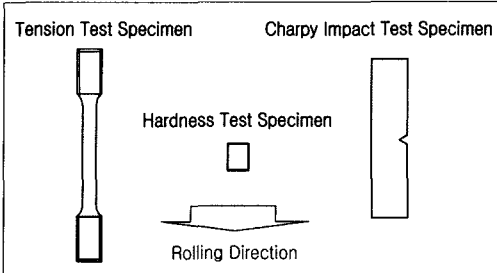 Tension Test Specimen
Charpy Impact Test Specimen
Hardness Test Specimen
Rolling Direction